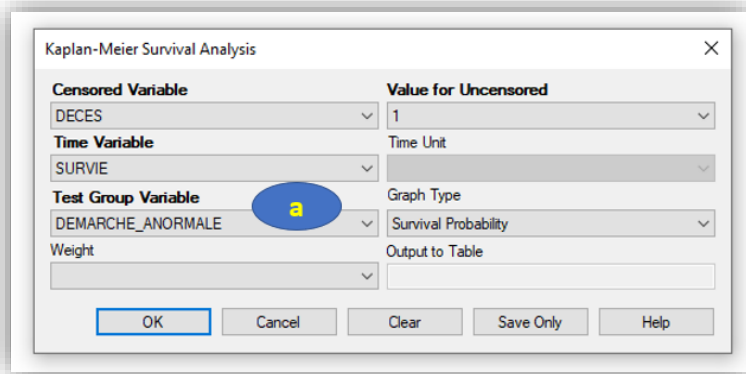 Kaplan-Meier Survival Analysis
Censored Variable
Value for Uncensored
DECES
1
Time Variable
Time Unit
SURVIE
Test Group Variable
a
Graph Type
DEMARCHE_ANORMALE
Survival Probability
Weight
Output to Table
OK
Cancel
Clear
Save Only
Help